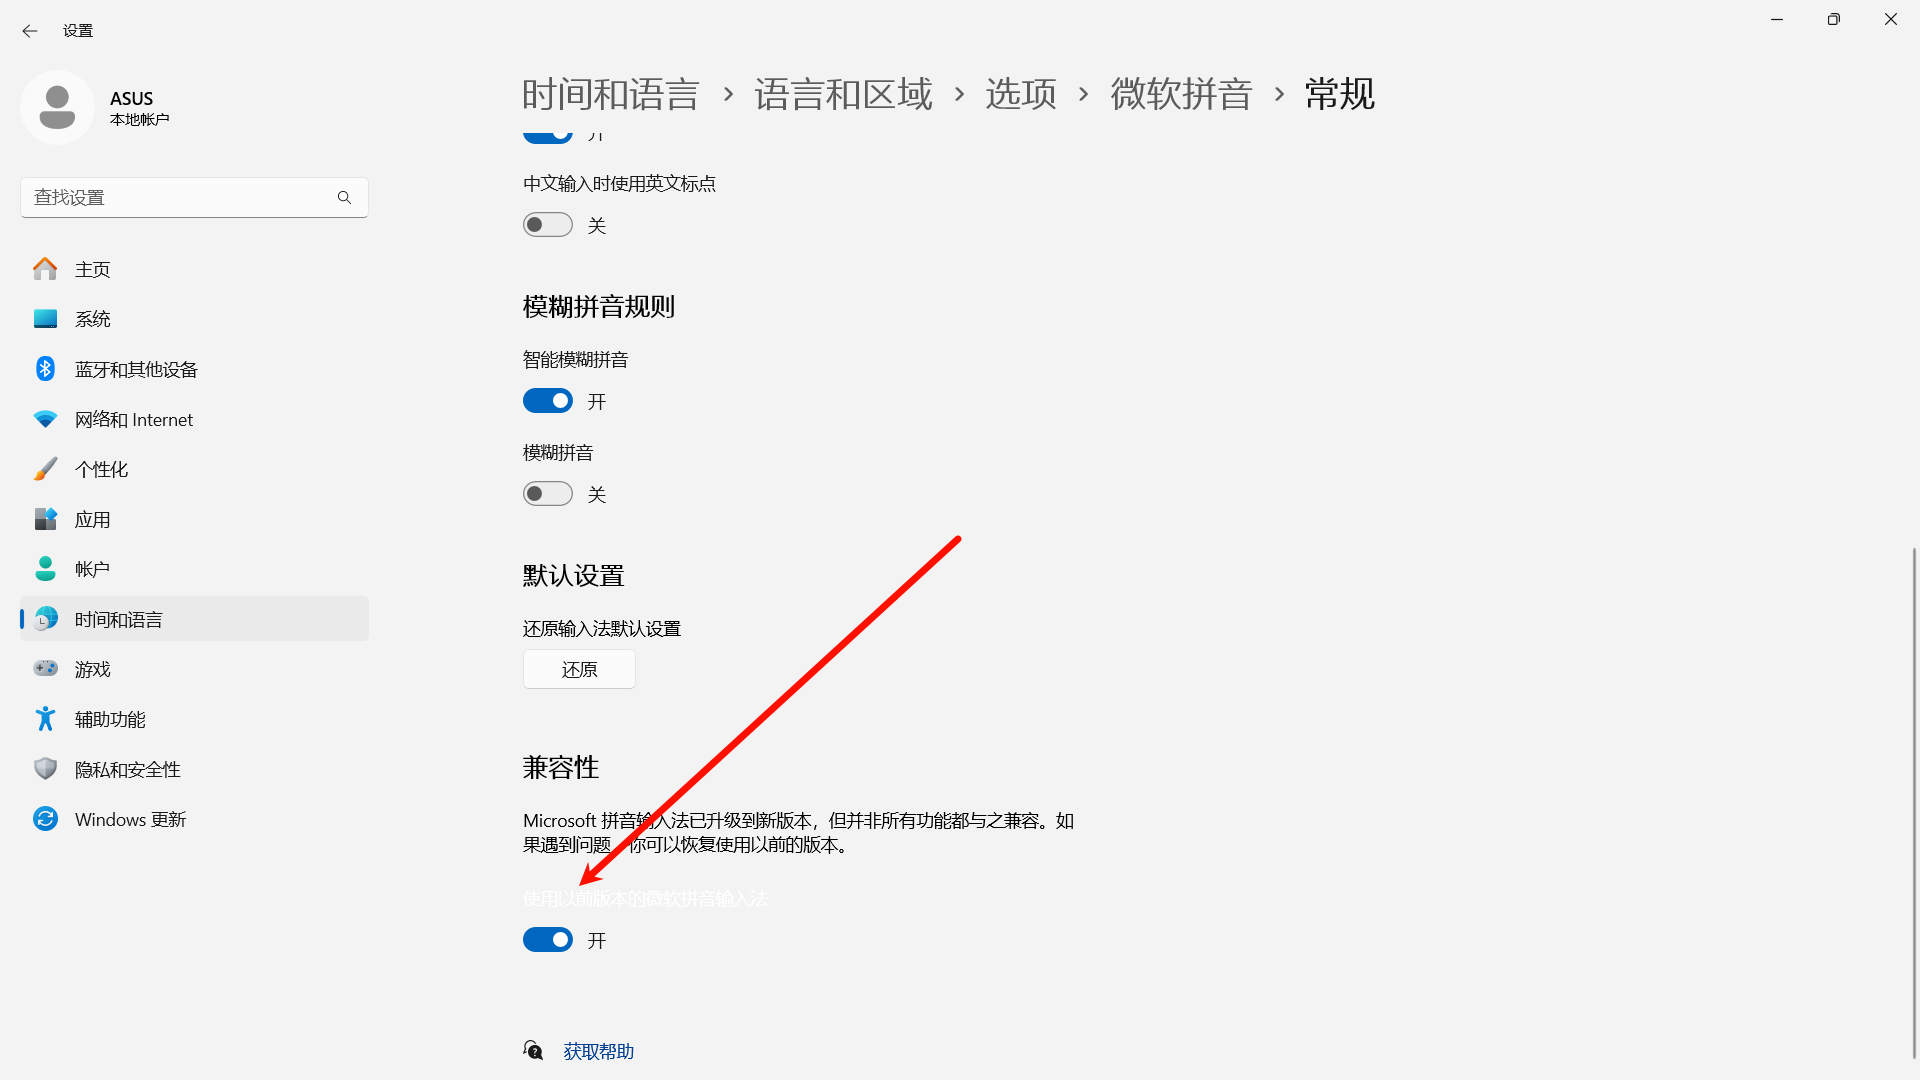 设置
ASUS
本地帐户
查找设置
主页
系统
蓝牙和其他设备
网络和 Internet
个性化
应用
帐户
时间和语言
游戏
辅助功能
隐私和安全性
Windows 更新
时间和语言 › 语言和区域 › 选项 › 微软拼音 › 常规
开
中文输入时使用英文标点
关
模糊拼音规则
智能模糊拼音
开
模糊拼音
关
默认设置
还原输入法默认设置
还原
兼容性
Microsoft 拼音输入法已升级到新版本，但并非所有功能都与之兼容。如
果遇到问题，你可以恢复使用以前的版本。
使用以前版本的微软拼音输入法
开
获取帮助